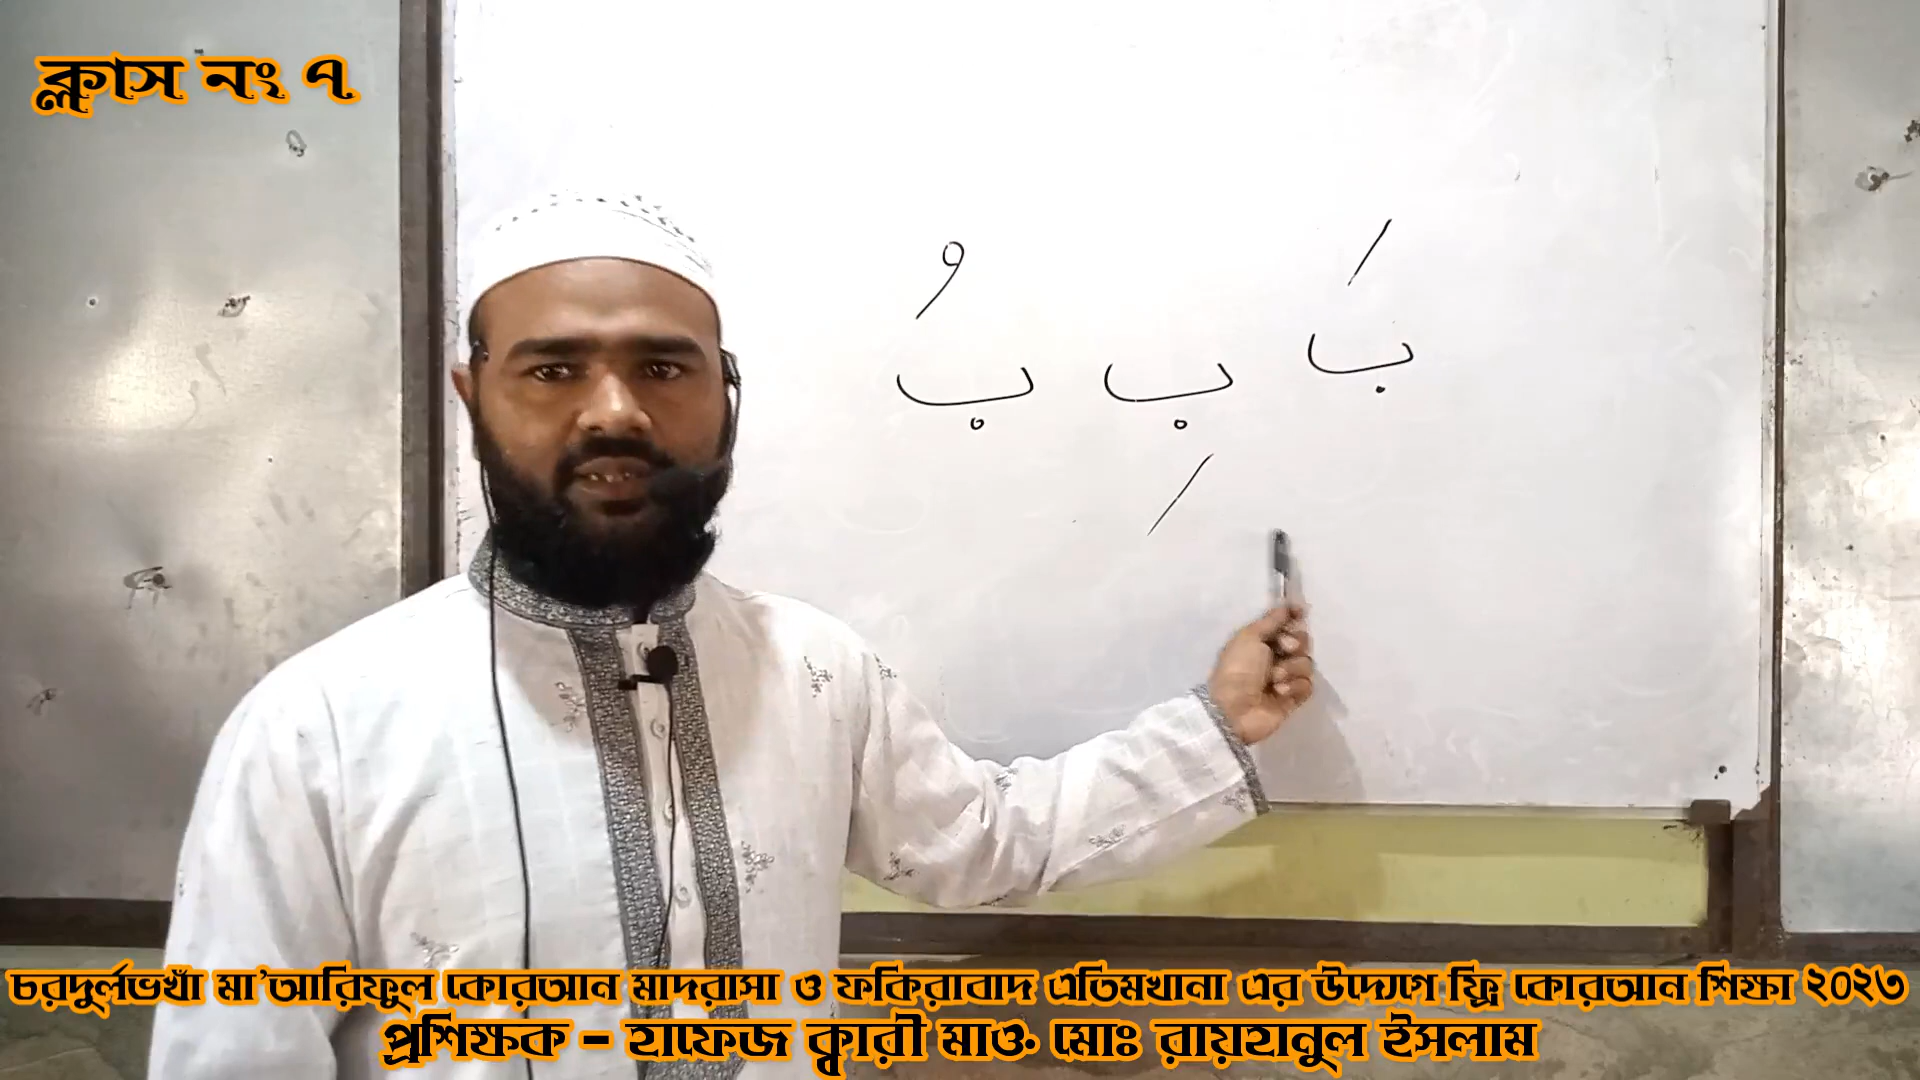 ক্লাস নং ৭
بَ بِ بُ
চরদুর্লভখাঁ মা'আরিফুল কোরআন মাদরাসা ও ফকিরাবাদ এতিমখানা এর উদ্যেগে ফ্রি কোরআন শিক্ষা ২০২৩
প্রশিক্ষক - হাফেজ ক্বারী মাওঃ মোঃ রায়হানুল ইসলাম